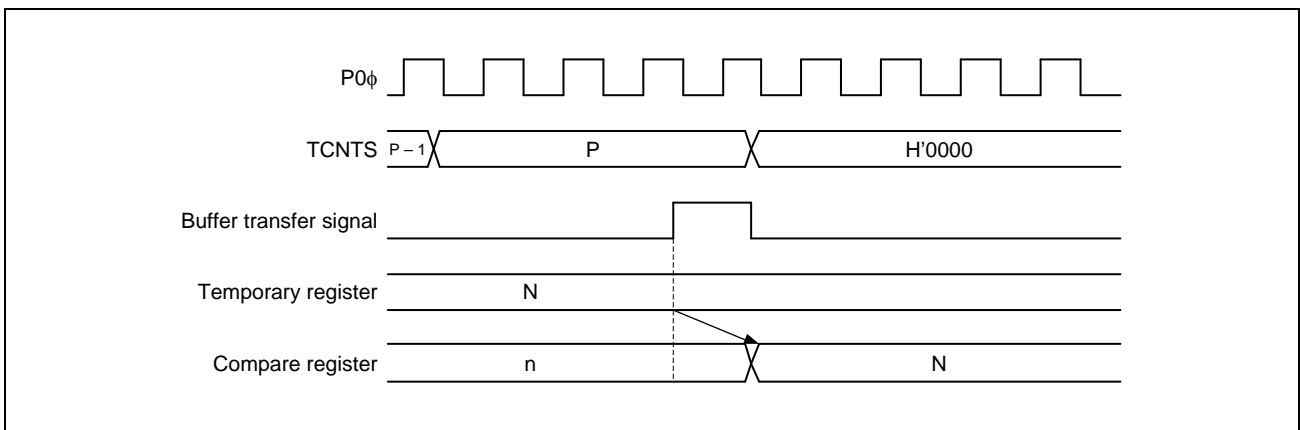 P0ϕ
TCNTS P – 1 P H'0000
Buffer transfer signal
Temporary register N
Compare register n N